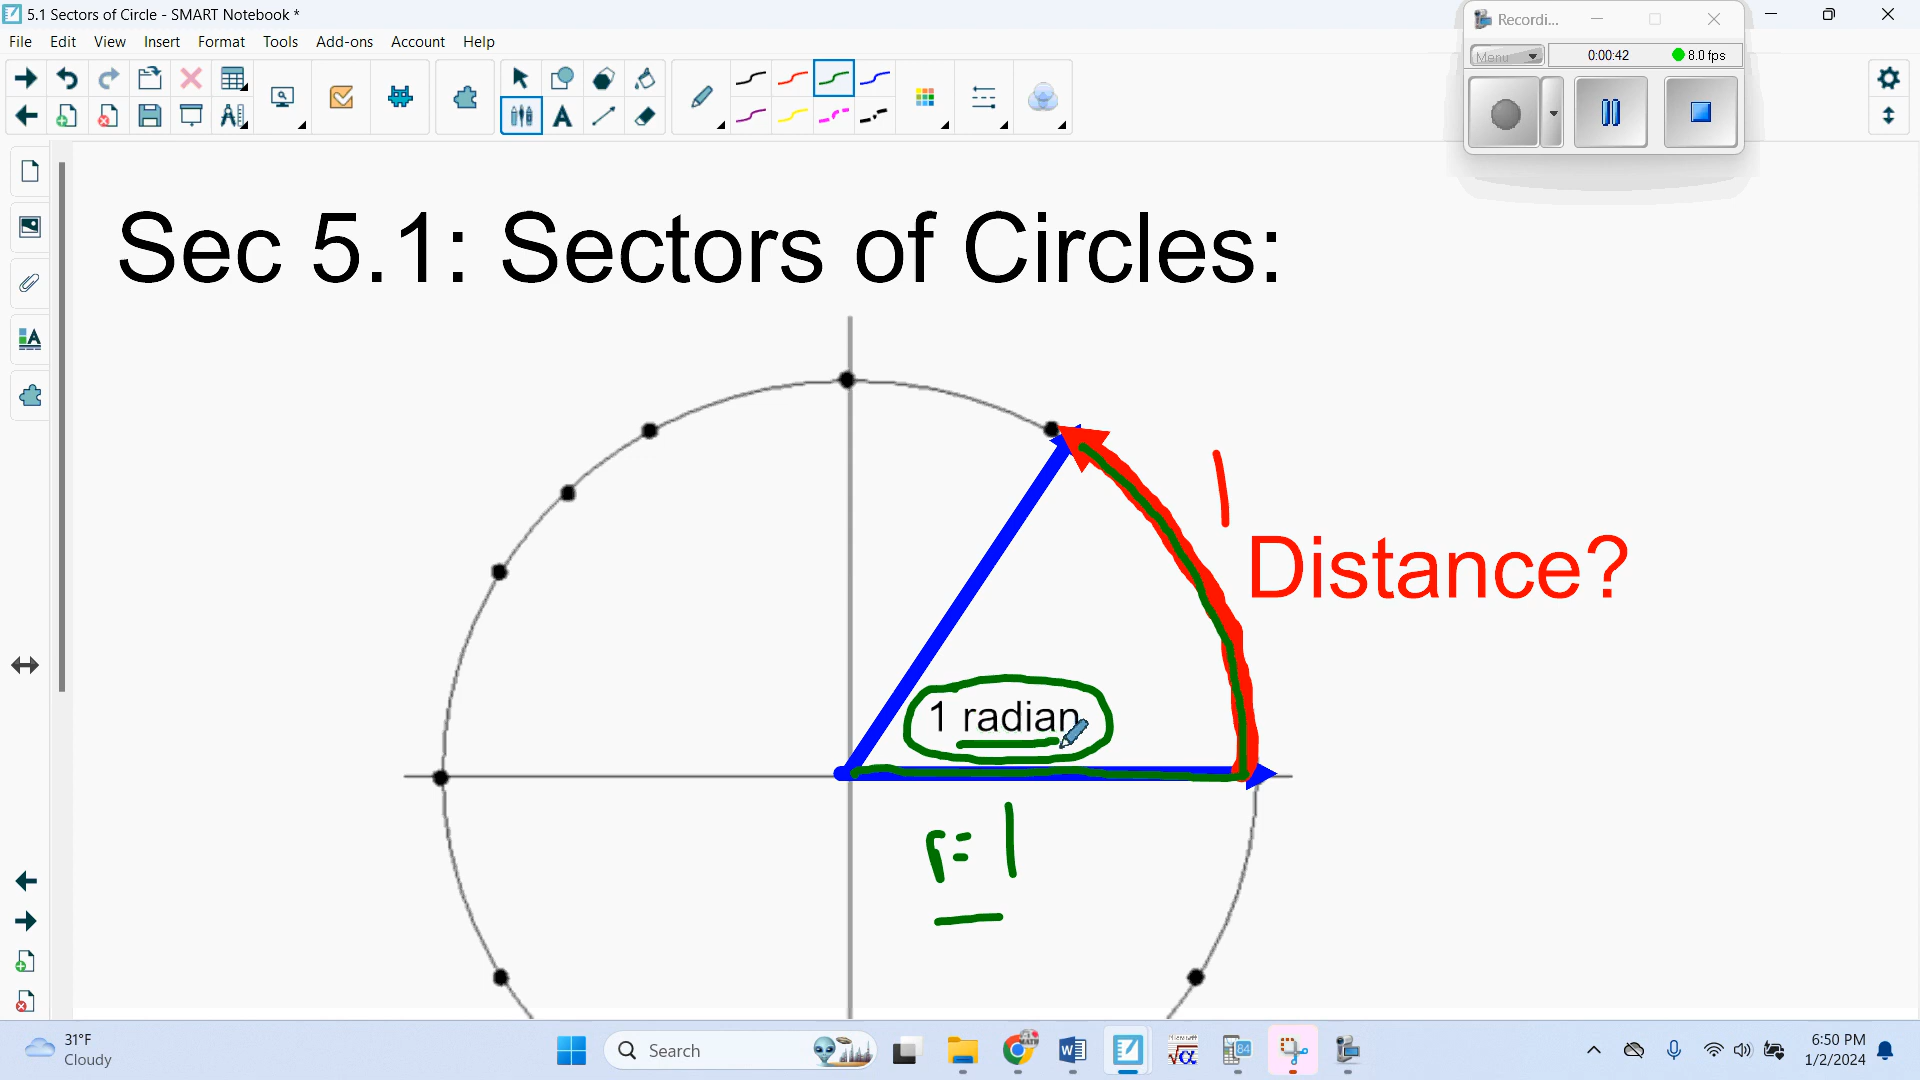 5.1 Sectors of Circle - SMART Notebook *
Recordi...
File Edit View Insert Format Tools Add-ons Account Help
Menu 0:00:42 8.0 fps
Sec 5.1: Sectors of Circles:
1
Distance?
1 radian
r = 1
31°F
Cloudy
Search
6:50 PM
1/2/2024